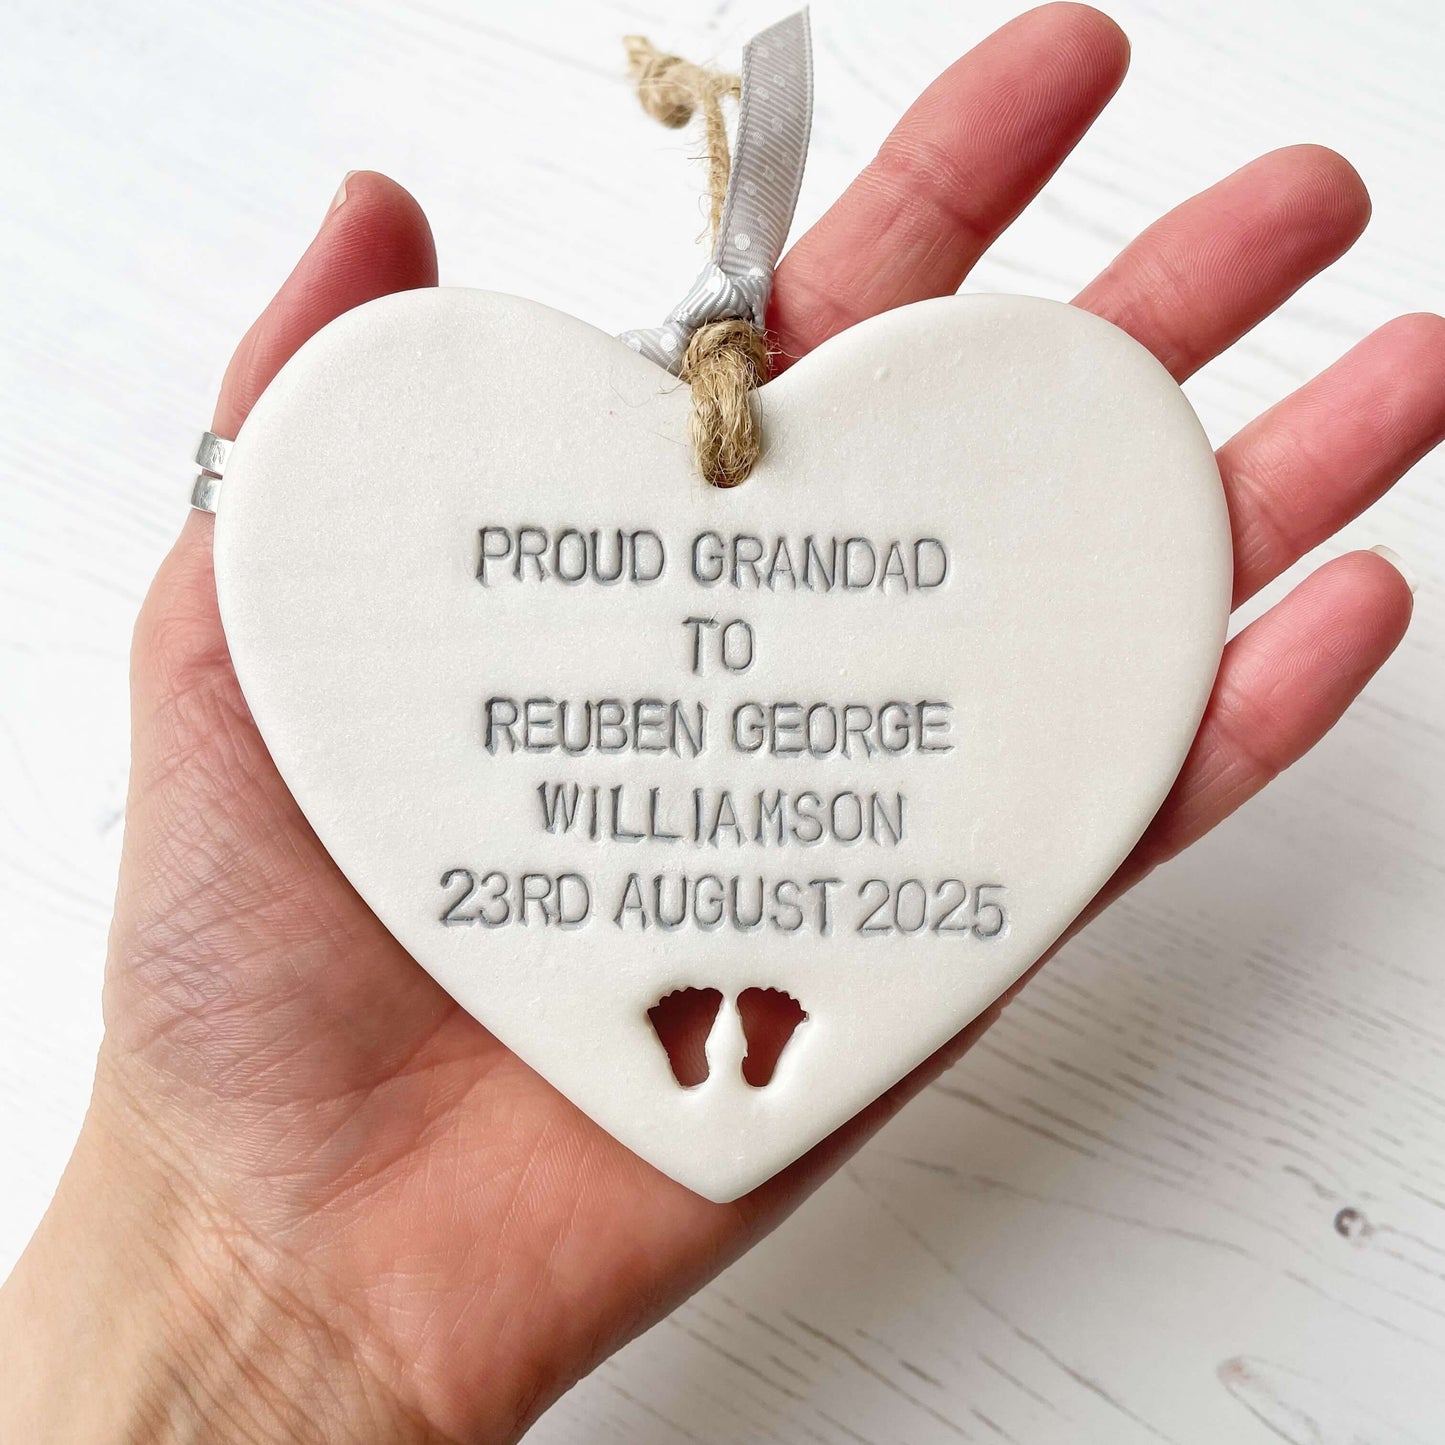 PROUD GRANDAD
TO
REUBEN GEORGE
WILLIAMSON
23RD AUGUST 2025